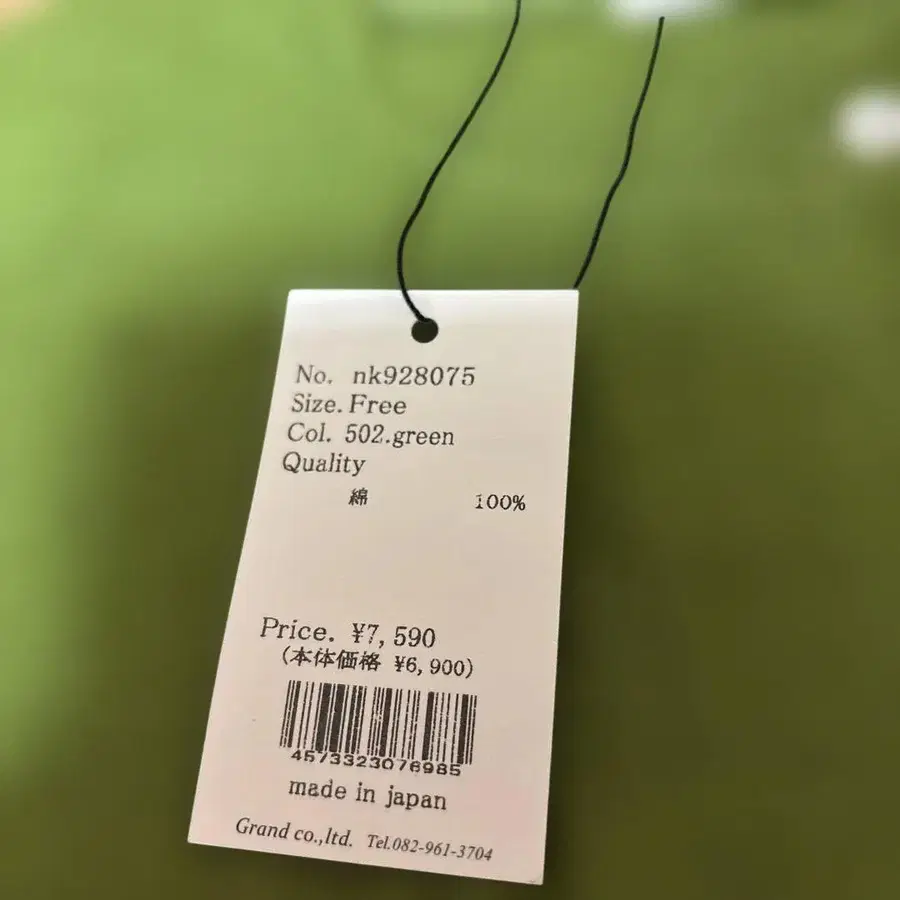 No. nk928075
Size. Free
Col. 502.green
Quality
綿 100%
Price. ¥7,590
(本体価格 ¥6,900)
4573323076985
made in japan
Grand co.,ltd. Tel.082-961-3704